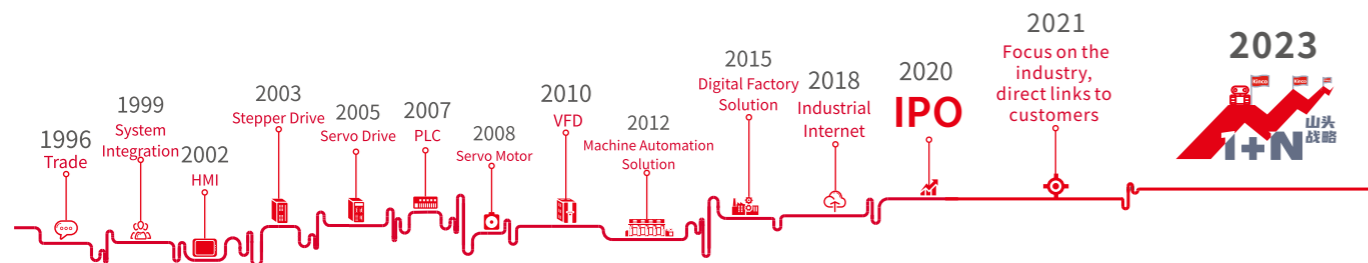 1996
Trade
1999
System
Integration
2002
HMI
2003
Stepper Drive
2005
Servo Drive
2007
PLC
2008
Servo Motor
2010
VFD
2012
Machine Automation
Solution
2015
Digital Factory
Solution
2018
Industrial
Internet
2020
IPO
2021
Focus on the
industry,
direct links to
customers
2023
Kinco
Kinco
1+N
山头
战略